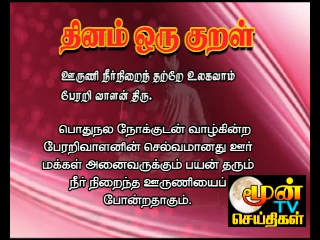 தினம் ஒரு குறள்
ஊருணி நீர்நிறைந் தற்றே உலகவாம்
பேரறி வாளன் திரு.
பொதுநல நோக்குடன் வாழ்கின்ற
பேரறிவாளனின் செல்வமானது ஊர்
மக்கள் அனைவருக்கும் பயன் தரும்
நீர் நிறைந்த ஊருணியைப்
போன்றதாகும்.
மூன்
TV
செய்திகள்